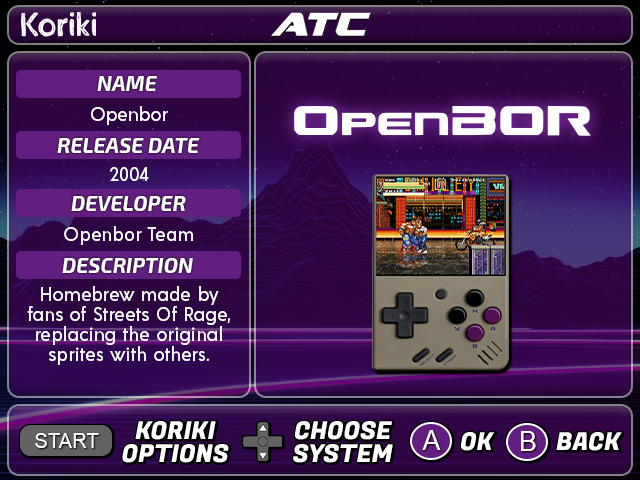 Koriki
ATC
NAME
Openbor
RELEASE DATE
2004
DEVELOPER
Openbor Team
DESCRIPTION
Homebrew made by
fans of Streets Of Rage,
replacing the original
sprites with others.
OPENBOR
START
KORIKI
OPTIONS
CHOOSE
SYSTEM
A OK
B BACK